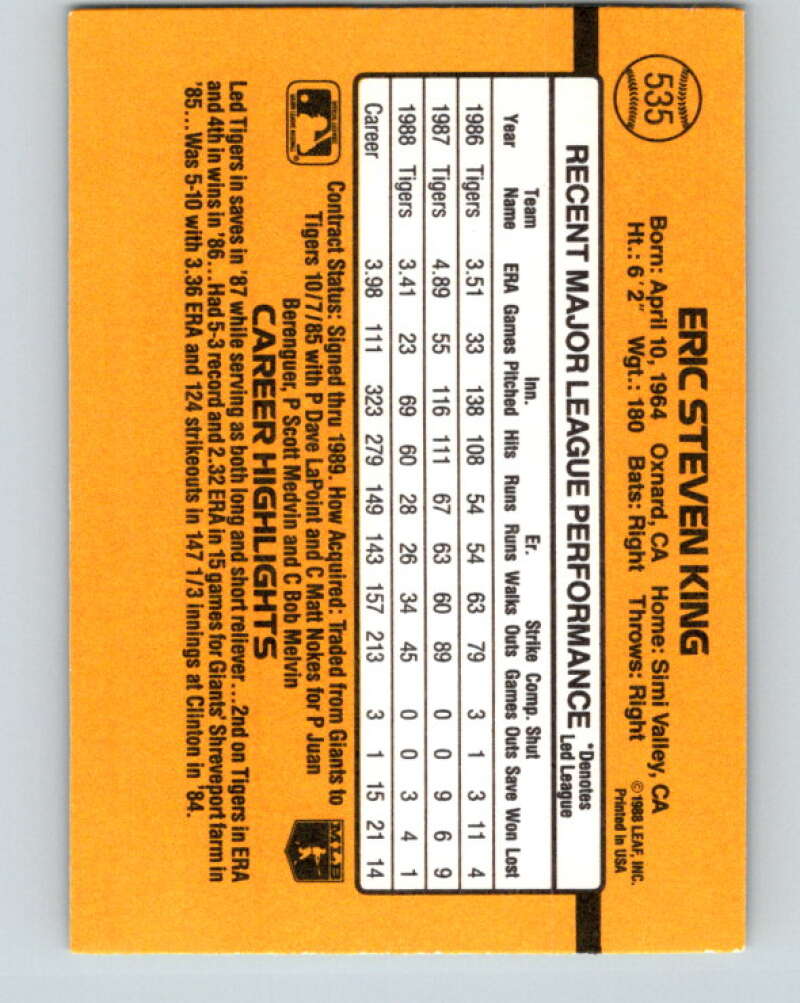 535
ERIC STEVEN KING
Born: April 10, 1964 Oxnard, CA Home: Simi Valley, CA
Ht.: 6'2" Wgt.: 180 Bats: Right Throws: Right
©1988 LEAF, INC.
Printed in USA
RECENT MAJOR LEAGUE PERFORMANCE *Denotes Led League
Team Inn. Er. Strike Comp. Shut
Year Name ERA Games Pitched Hits Runs Runs Walks Outs Games Outs Save Won Lost
1986 Tigers 3.51 33 138 108 54 54 63 79 3 1 3 11 4
1987 Tigers 4.89 55 116 111 67 63 60 89 0 0 9 6 9
1988 Tigers 3.41 23 69 60 28 26 34 45 0 0 3 4 1
Career 3.98 111 323 279 149 143 157 213 3 1 15 21 14
Contract Status: Signed thru 1989. How Acquired: Traded from Giants to
Tigers 10/7/85 with P Dave LaPoint and C Matt Nokes for P Juan
Berenguer, P Scott Medvin and C Bob Melvin
MLB
CAREER HIGHLIGHTS
Led Tigers in saves in '87 while serving as both long and short reliever...2nd on Tigers in ERA
and 4th in wins in '86...Had 5-3 record and 2.32 ERA in 15 games for Giants' Shreveport farm in
'85...Was 5-10 with 3.36 ERA and 124 strikeouts in 147 1/3 innings at Clinton in '84.